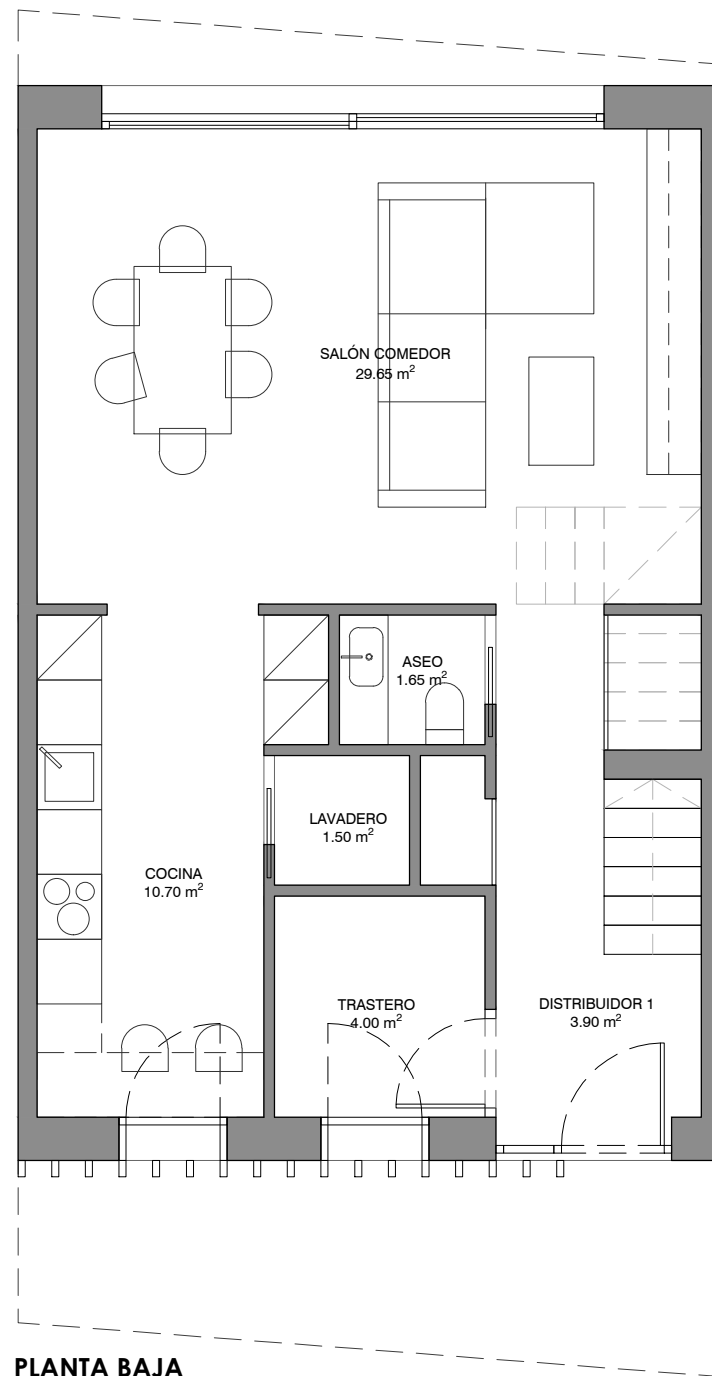 SALÓN COMEDOR
29.65 m²
ASEO
1.65 m²
LAVADERO
1.50 m²
COCINA
10.70 m²
TRASTERO
4.00 m²
DISTRIBUIDOR 1
3.90 m²
PLANTA BAJA